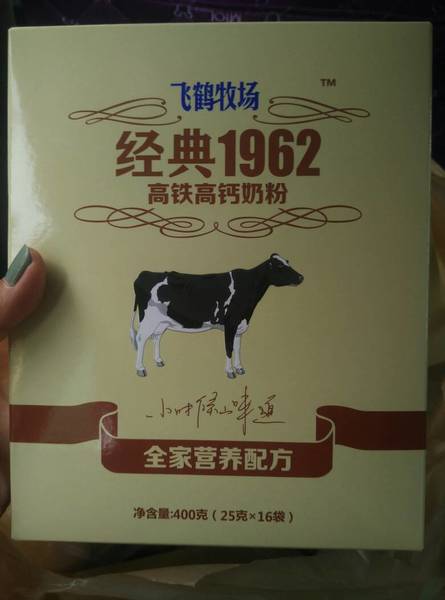 飞鹤牧场
TM
经典1962
高铁高钙奶粉
小时候味道
全家营养配方
净含量:400克（25克×16袋）